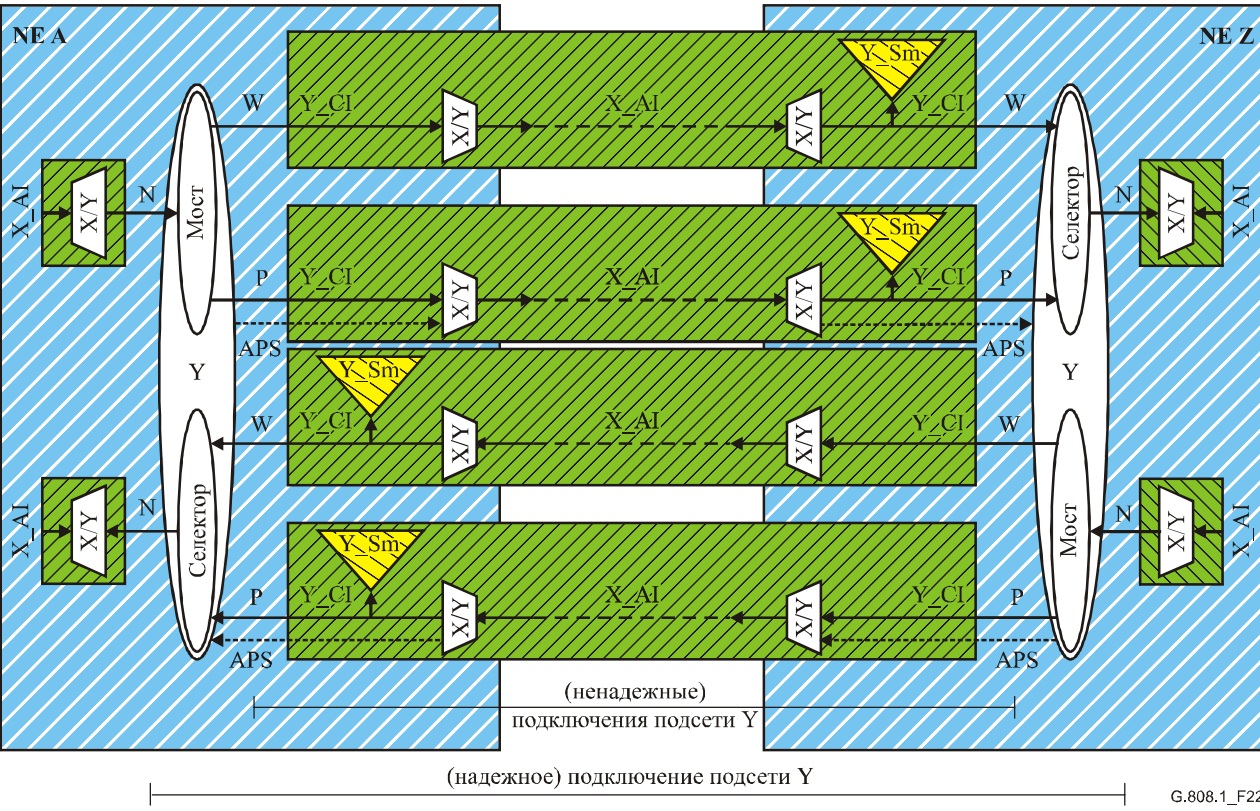 NE A
NE Z
Y_Sm
W
Y_CI
X_AI
Y_CI
W
X/Y
X/Y
X_AI
X/Y
N
Мост
Селектор
N
X/Y
X_AI
Y_Sm
P
Y_CI
X_AI
Y_CI
P
X/Y
X/Y
APS
APS
Y
Y
Y_Sm
W
Y_CI
X_AI
Y_CI
W
X/Y
X/Y
X_AI
X/Y
N
Селектор
Мост
N
X/Y
X_AI
Y_Sm
P
Y_CI
X_AI
Y_CI
P
X/Y
X/Y
APS
APS
(ненадежные)
подключения подсети Y
(надежное) подключение подсети Y
G.808.1_F22